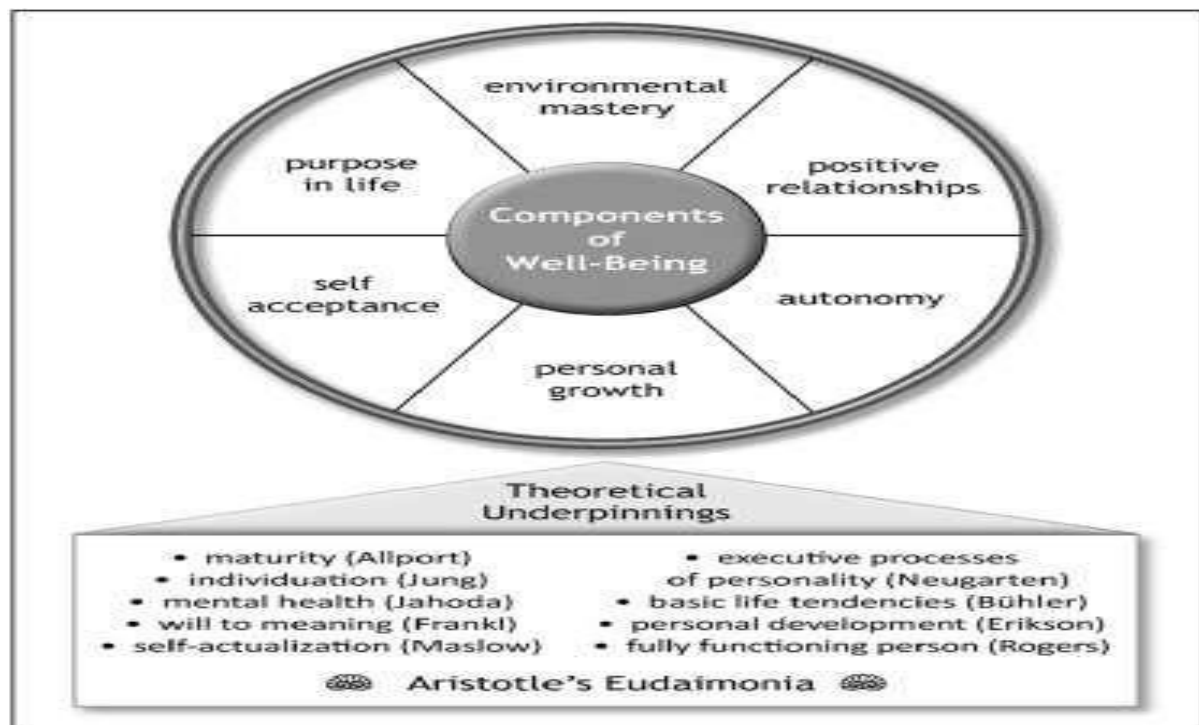 environmental
mastery
positive
relationships
autonomy
personal
growth
self
acceptance
purpose
in life
Components
of
Well-Being
Theoretical
Underpinnings
• maturity (Allport)
• individuation (Jung)
• mental health (Jahoda)
• will to meaning (Frankl)
• self-actualization (Maslow)
• executive processes
of personality (Neugarten)
• basic life tendencies (Bühler)
• personal development (Erikson)
• fully functioning person (Rogers)
Aristotle's Eudaimonia